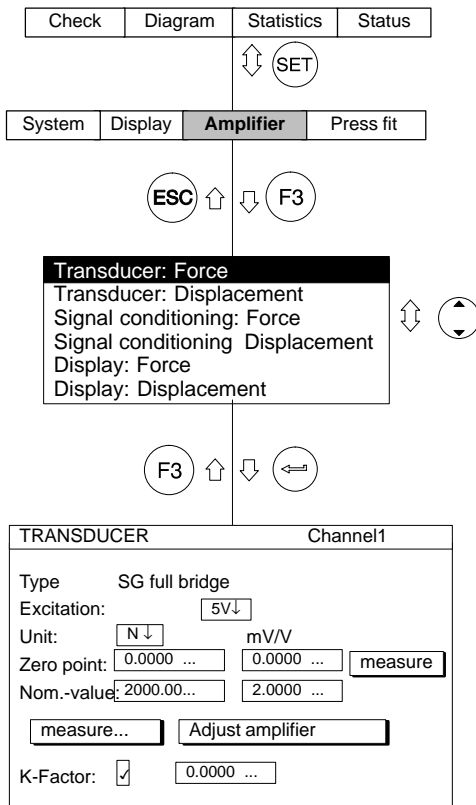 Check Diagram Statistics Status
SET
System Display Amplifier Press fit
ESC F3
Transducer: Force
Transducer: Displacement
Signal conditioning: Force
Signal conditioning Displacement
Display: Force
Display: Displacement
F3
TRANSDUCER Channel1
Type SG full bridge
Excitation: 5V↓
Unit: N ↓ mV/V
Zero point: 0.0000 ... 0.0000 ... measure
Nom.-value: 2000.00... 2.0000 ...
measure... Adjust amplifier
K-Factor: ✓ 0.0000 ...